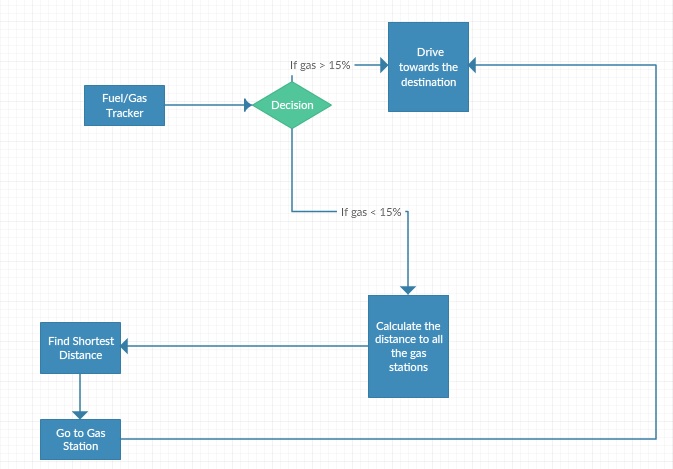 Drive
towards the
destination
If gas > 15%
Fuel/Gas
Tracker
Decision
If gas < 15%
Calculate the
distance to all
the gas
stations
Find Shortest
Distance
Go to Gas
Station